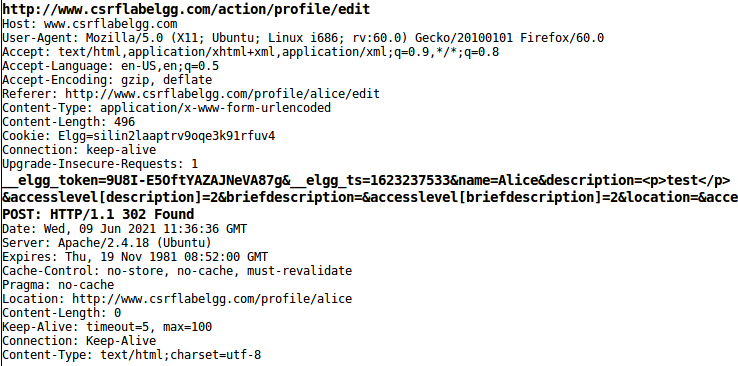 http://www.csrflabelgg.com/action/profile/edit
Host: www.csrflabelgg.com
User-Agent: Mozilla/5.0 (X11; Ubuntu; Linux i686; rv:60.0) Gecko/20100101 Firefox/60.0
Accept: text/html,application/xhtml+xml,application/xml;q=0.9,*/*;q=0.8
Accept-Language: en-US,en;q=0.5
Accept-Encoding: gzip, deflate
Referer: http://www.csrflabelgg.com/profile/alice/edit
Content-Type: application/x-www-form-urlencoded
Content-Length: 496
Cookie: Elgg=silin2laaptrv9oqe3k91rfuv4
Connection: keep-alive
Upgrade-Insecure-Requests: 1
__elgg_token=9U8I-E5OftYAZAJNeVA87g&__elgg_ts=1623237533&name=Alice&description=<p>test</p>
&accesslevel[description]=2&briefdescription=&accesslevel[briefdescription]=2&location=&acce
POST: HTTP/1.1 302 Found
Date: Wed, 09 Jun 2021 11:36:36 GMT
Server: Apache/2.4.18 (Ubuntu)
Expires: Thu, 19 Nov 1981 08:52:00 GMT
Cache-Control: no-store, no-cache, must-revalidate
Pragma: no-cache
Location: http://www.csrflabelgg.com/profile/alice
Content-Length: 0
Keep-Alive: timeout=5, max=100
Connection: Keep-Alive
Content-Type: text/html;charset=utf-8